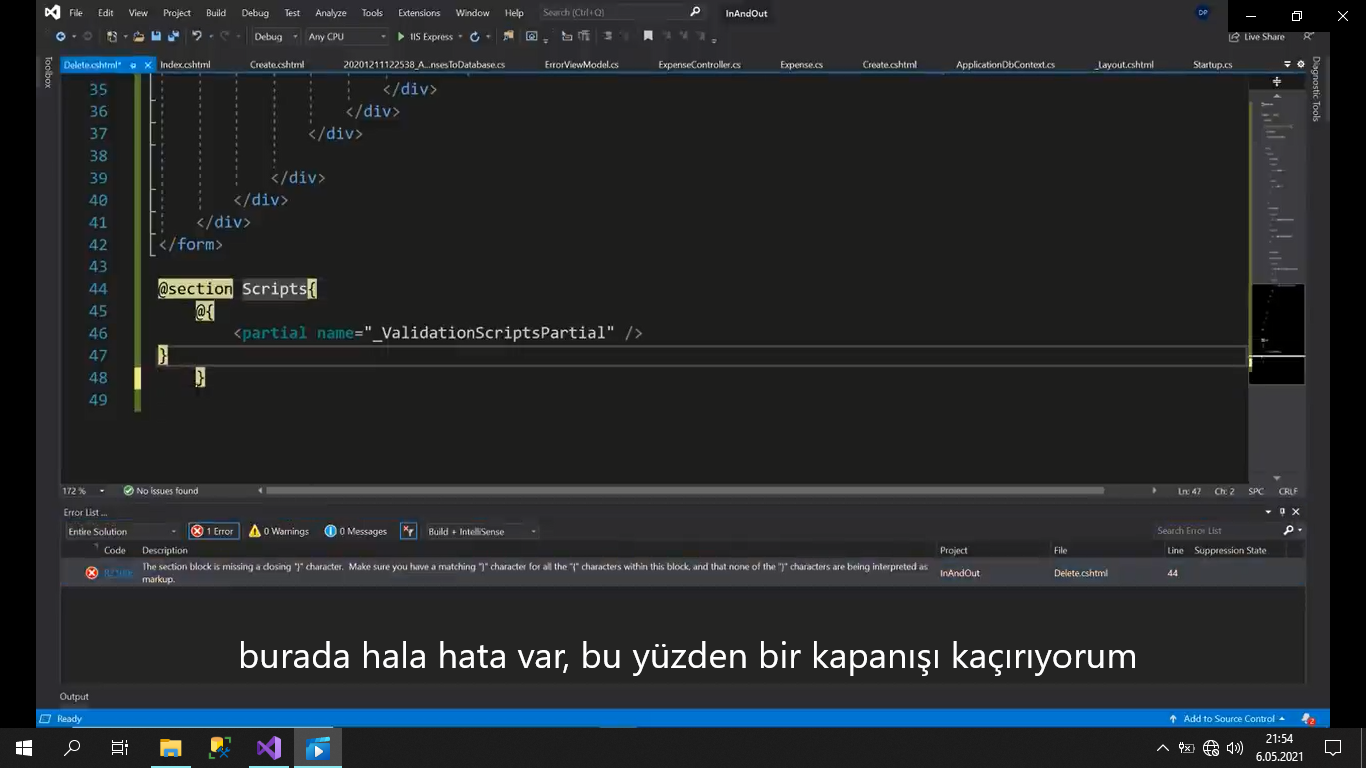 File Edit View Project Build Debug Test Analyze Tools Extensions Window Help Search (Ctrl+Q) InAndOut DP
Debug Any CPU IIS Express Live Share
Delete.cshtml* Index.cshtml Create.cshtml 20201211122538_A...nsesToDatabase.cs ErrorViewModel.cs ExpenseController.cs Expense.cs Create.cshtml ApplicationDbContext.cs _Layout.cshtml Startup.cs
Toolbox
Diagnostic Tools
35 </div>
36 </div>
37 </div>
38
39 </div>
40 </div>
41 </div>
42 </form>
43
44 @section Scripts{
45 @{
46 <partial name="_ValidationScriptsPartial" />
47 }
48 }
49
172 % No issues found Ln: 47 Ch: 2 SPC CRLF
Error List ...
Entire Solution 1 Error 0 Warnings 0 Messages Build + IntelliSense Search Error List
Code Description Project File Line Suppression State
The section block is missing a closing "}" character. Make sure you have a matching "}" character for all the "{" characters within this block, and that none of the "}" characters are being interpreted as InAndOut Delete.cshtml 44
markup.
burada hala hata var, bu yüzden bir kapanışı kaçırıyorum
Output
Ready Add to Source Control 2
21:54
6.05.2021